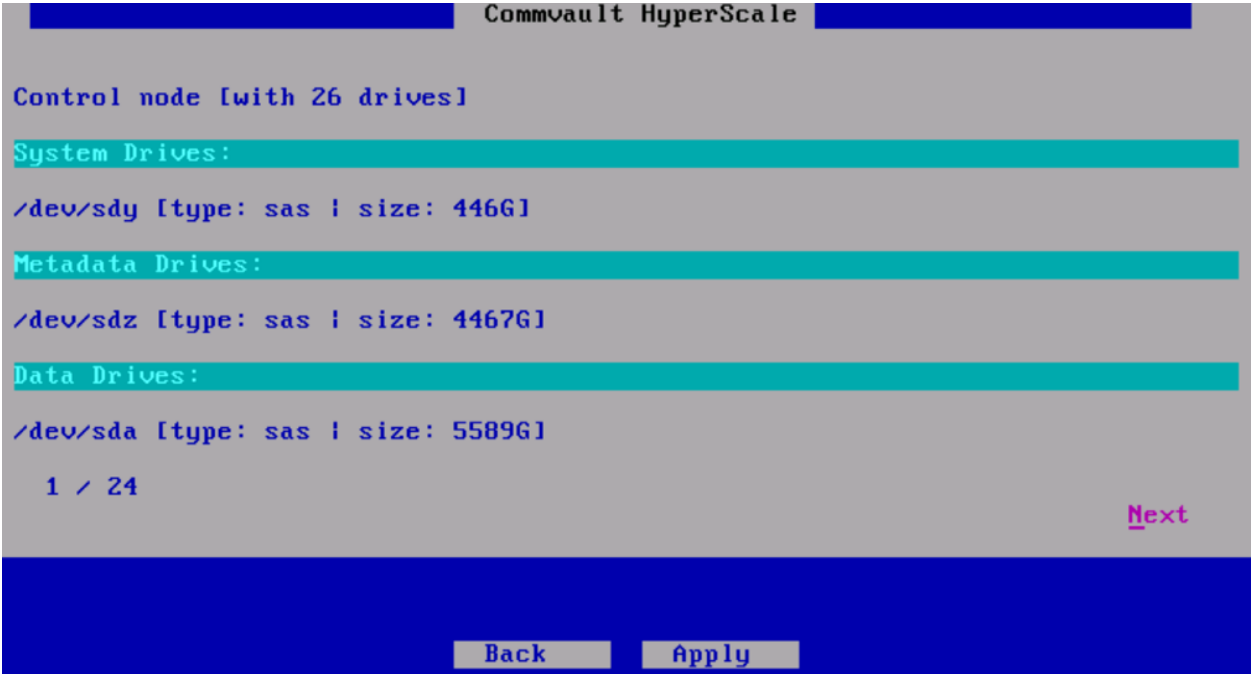 Commvault HyperScale
Control node [with 26 drives]
System Drives:
/dev/sdy [type: sas | size: 446G]
Metadata Drives:
/dev/sdz [type: sas | size: 4467G]
Data Drives:
/dev/sda [type: sas | size: 5589G]
1 / 24
Next
Back Apply